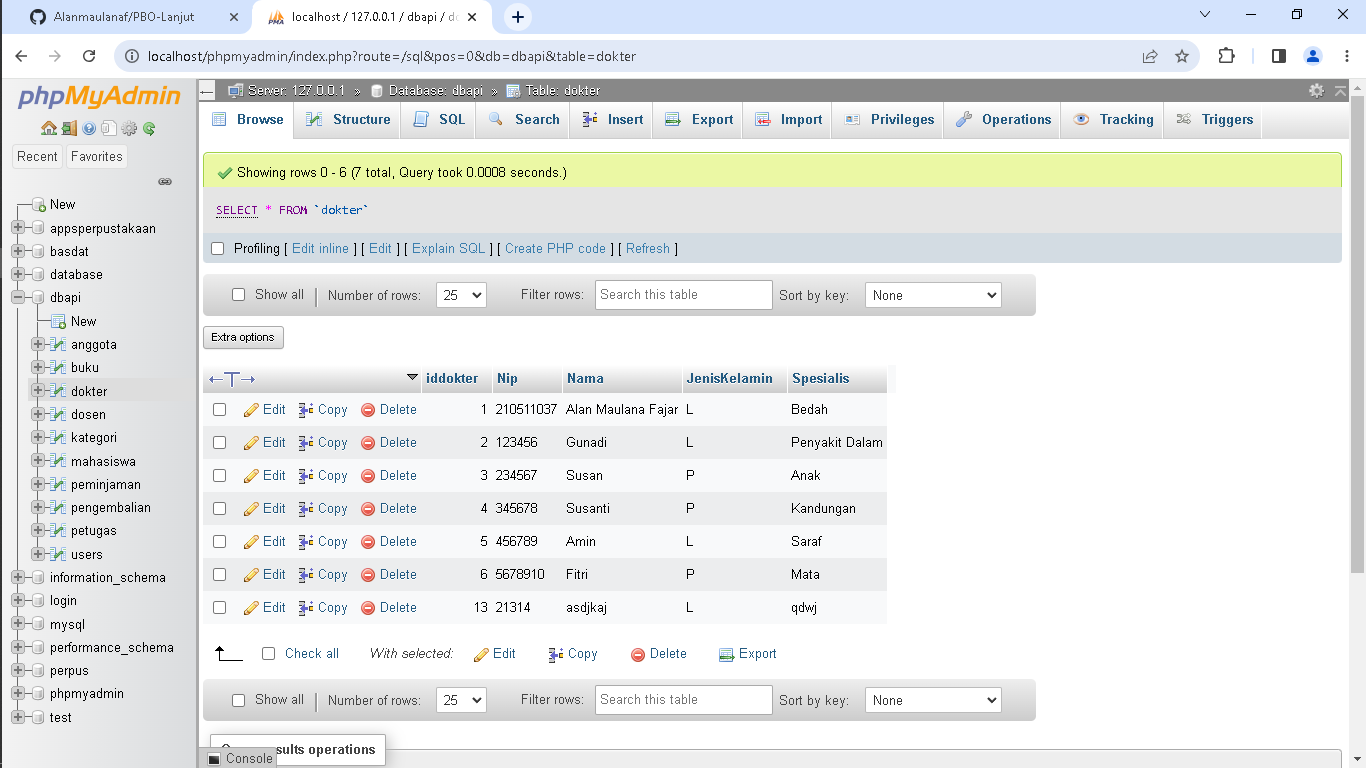 Alanmaulanaf/PBO-Lanjut
localhost / 127.0.0.1 / dbapi / do
localhost/phpmyadmin/index.php?route=/sql&pos=0&db=dbapi&table=dokter
phpMyAdmin
Recent
Favorites
New
appsperpustakaan
basdat
database
dbapi
New
anggota
buku
dokter
dosen
kategori
mahasiswa
peminjaman
pengembalian
petugas
users
information_schema
login
mysql
performance_schema
perpus
phpmyadmin
test
Server: 127.0.0.1 » Database: dbapi » Table: dokter
Browse Structure SQL Search Insert Export Import Privileges Operations Tracking Triggers
Showing rows 0 - 6 (7 total, Query took 0.0008 seconds.)
SELECT * FROM `dokter`
Profiling [ Edit inline ] [ Edit ] [ Explain SQL ] [ Create PHP code ] [ Refresh ]
Show all | Number of rows: 25 Filter rows: Search this table Sort by key: None
Extra options
iddokter Nip Nama JenisKelamin Spesialis
Edit Copy Delete 1 210511037 Alan Maulana Fajar L Bedah
Edit Copy Delete 2 123456 Gunadi L Penyakit Dalam
Edit Copy Delete 3 234567 Susan P Anak
Edit Copy Delete 4 345678 Susanti P Kandungan
Edit Copy Delete 5 456789 Amin L Saraf
Edit Copy Delete 6 5678910 Fitri P Mata
Edit Copy Delete 13 21314 asdjkaj L qdwj
Check all With selected: Edit Copy Delete Export
Show all | Number of rows: 25 Filter rows: Search this table Sort by key: None
sults operations
Console